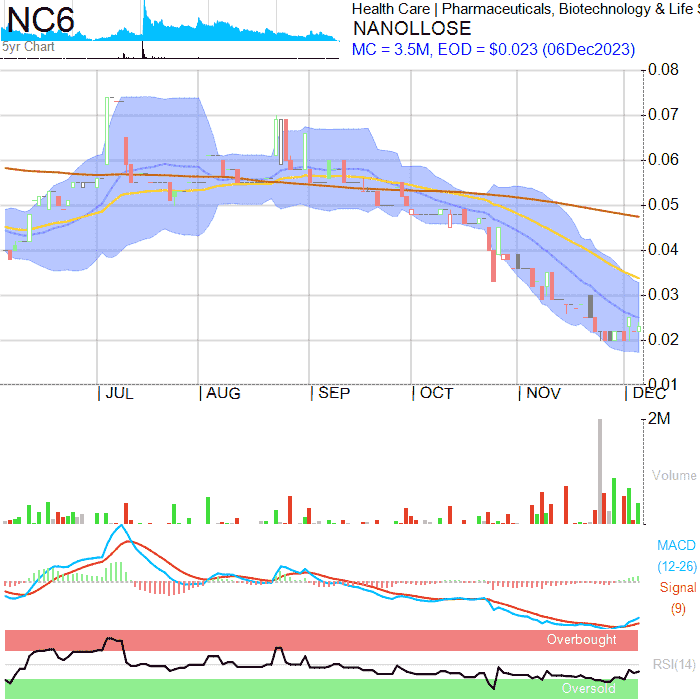 NC6
5yr Chart
Health Care | Pharmaceuticals, Biotechnology & Life S
NANOLLOSE
MC = 3.5M, EOD = $0.023 (06Dec2023)
0.08
0.07
0.06
0.05
0.04
0.03
0.02
0.01
JUL AUG SEP OCT NOV DEC
2M
Volume
MACD
(12-26)
Signal
(9)
Overbought
RSI(14)
Oversold